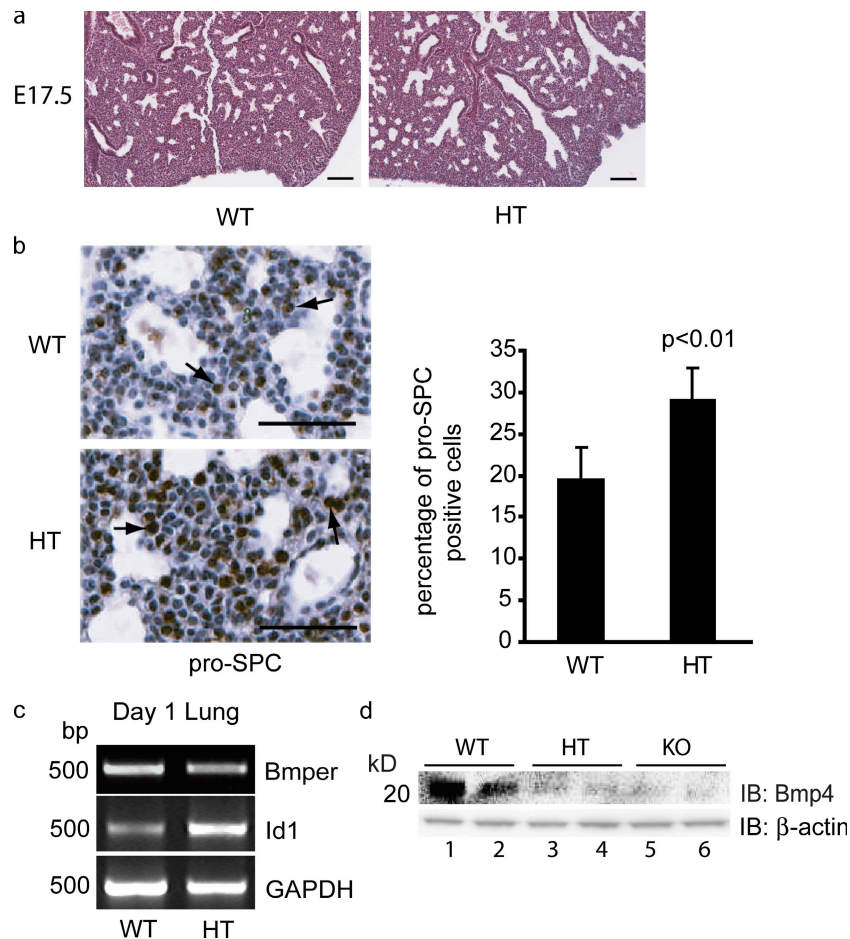 a
E17.5
WT HT
b
WT
HT
pro-SPC
percentage of pro-SPC
positive cells
p<0.01
35
30
25
20
15
10
5
0
WT HT
c
Day 1 Lung
bp
500 Bmper
500 Id1
500 GAPDH
WT HT
d
WT HT KO
kD
20 IB: Bmp4
IB: β-actin
1 2 3 4 5 6